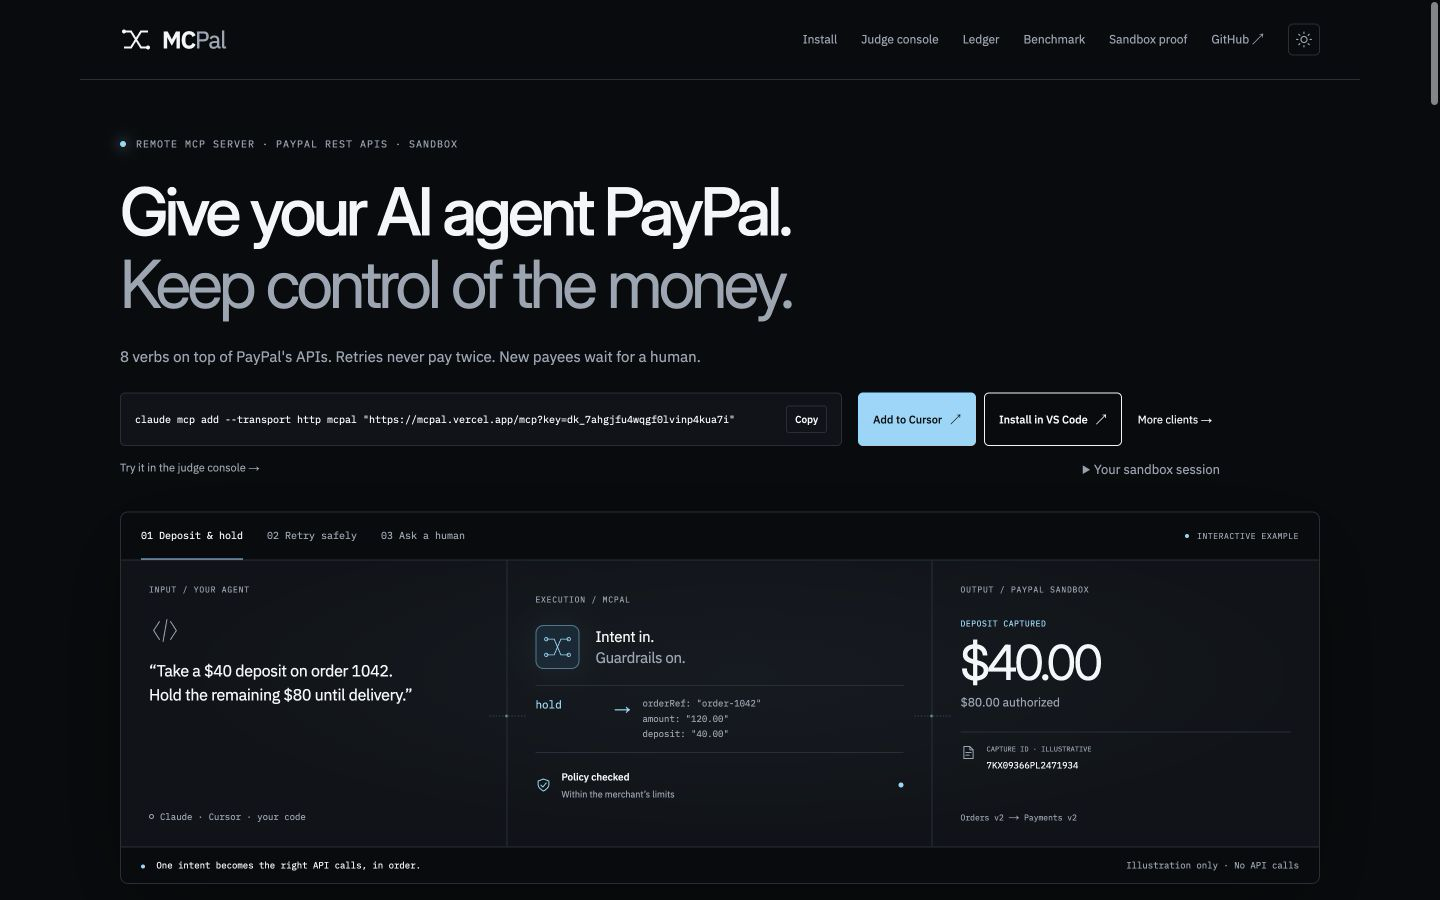 MCPal
Install
Judge console
Ledger
Benchmark
Sandbox proof
GitHub ↗
REMOTE MCP SERVER · PAYPAL REST APIS · SANDBOX
Give your AI agent PayPal.
Keep control of the money.
8 verbs on top of PayPal's APIs. Retries never pay twice. New payees wait for a human.
claude mcp add --transport http mcpal "https://mcpal.vercel.app/mcp?key=dk_7ahgjfu4wqgf0lvinp4kua7i"
Copy
Add to Cursor ↗
Install in VS Code ↗
More clients →
Try it in the judge console →
▶ Your sandbox session
01 Deposit & hold
02 Retry safely
03 Ask a human
INTERACTIVE EXAMPLE
INPUT / YOUR AGENT
“Take a $40 deposit on order 1042.
Hold the remaining $80 until delivery.”
Claude · Cursor · your code
EXECUTION / MCPAL
Intent in.
Guardrails on.
hold → orderRef: "order-1042"
amount: "120.00"
deposit: "40.00"
Policy checked
Within the merchant's limits
OUTPUT / PAYPAL SANDBOX
DEPOSIT CAPTURED
$40.00
$80.00 authorized
CAPTURE ID · ILLUSTRATIVE
7KX09366PL2471934
Orders v2 → Payments v2
One intent becomes the right API calls, in order.
Illustration only · No API calls